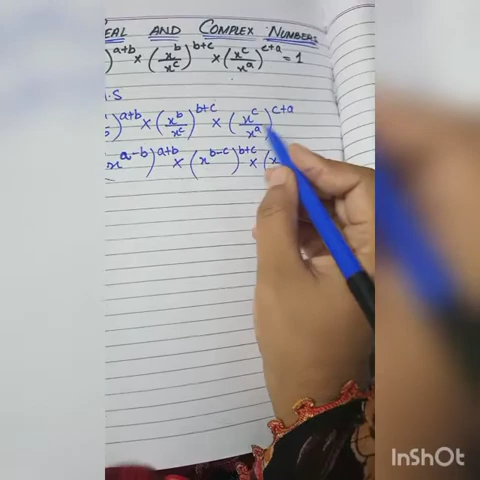 EAL AND COMPLEX NUMBERS
)^{a+b} × (x^b/x^c)^{b+c} × (x^c/x^a)^{c+a} = 1
.S
)^{a+b} × (x^b/x^c)^{b+c} × (x^c/x^a)^{c+a}
x^{a-b})^{a+b} × (x^{b-c})^{b+c} × (x
InShOt